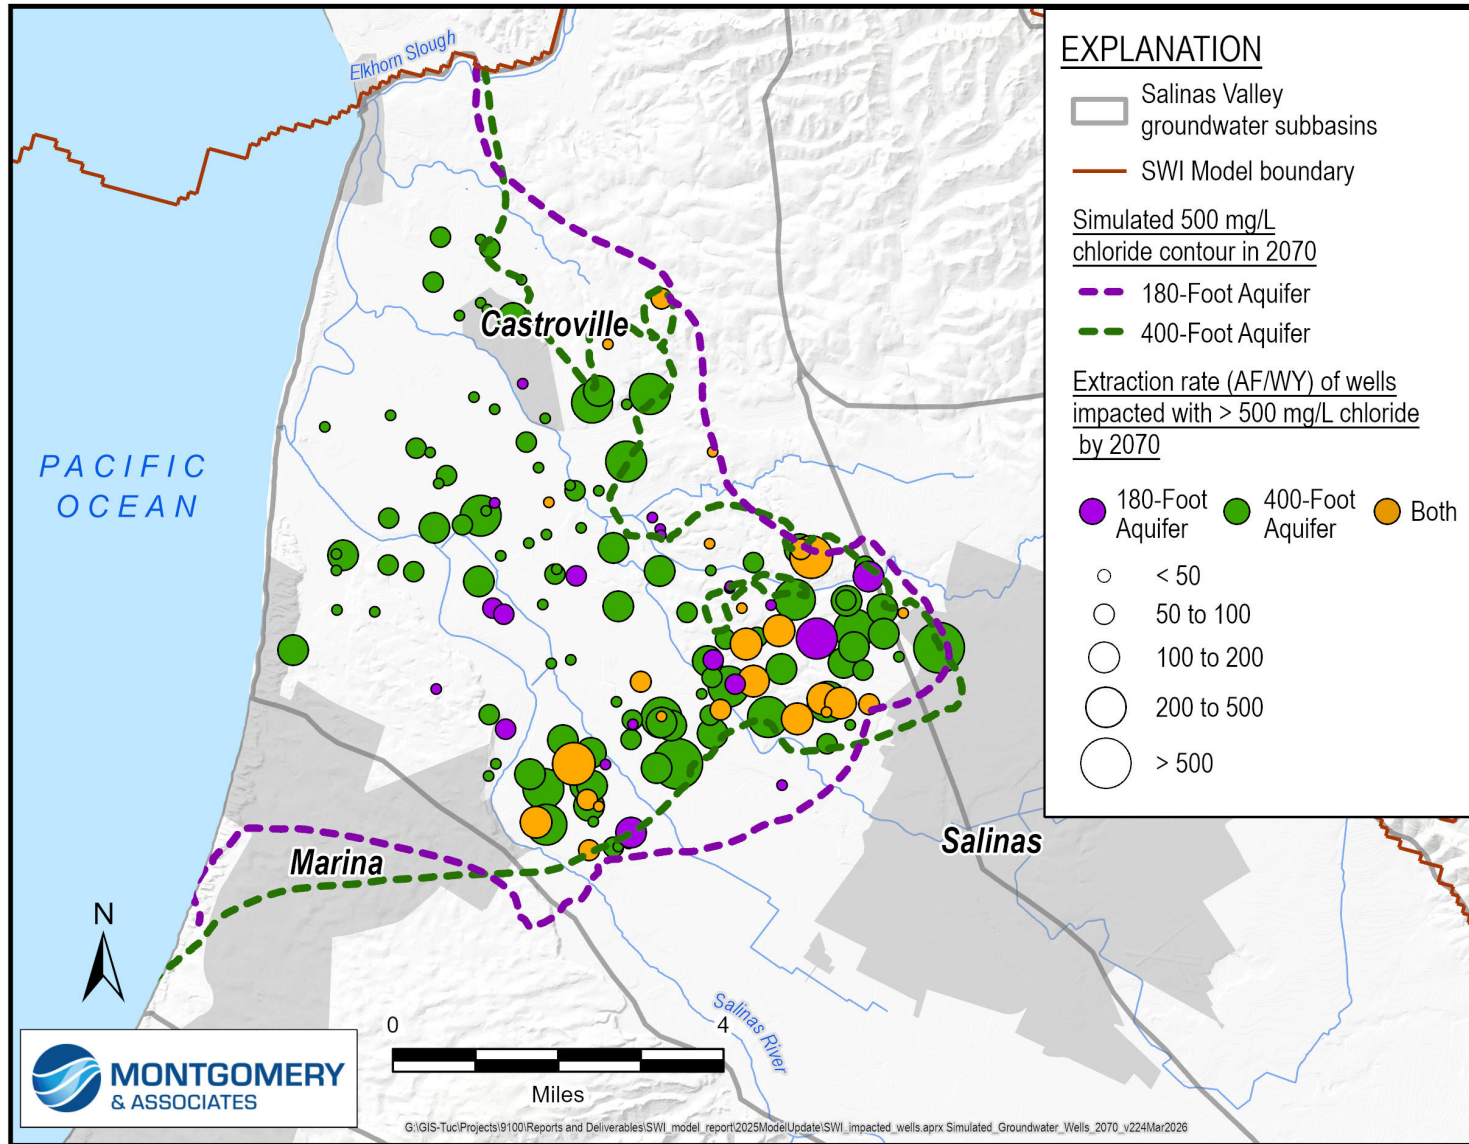 Elkhorn Slough
Castroville
PACIFIC
OCEAN
Marina
Salinas
Salinas River
N
0 4
Miles
MONTGOMERY
& ASSOCIATES
G:\GIS-Tuc\Projects\9100\Reports and Deliverables\SWI_model_report\2025ModelUpdate\SWI_impacted_wells.aprx Simulated_Groundwater_Wells_2070_v224Mar2026
EXPLANATION
Salinas Valley
groundwater subbasins
SWI Model boundary
Simulated 500 mg/L
chloride contour in 2070
180-Foot Aquifer
400-Foot Aquifer
Extraction rate (AF/WY) of wells
impacted with > 500 mg/L chloride
by 2070
180-Foot
Aquifer
400-Foot
Aquifer
Both
< 50
50 to 100
100 to 200
200 to 500
> 500